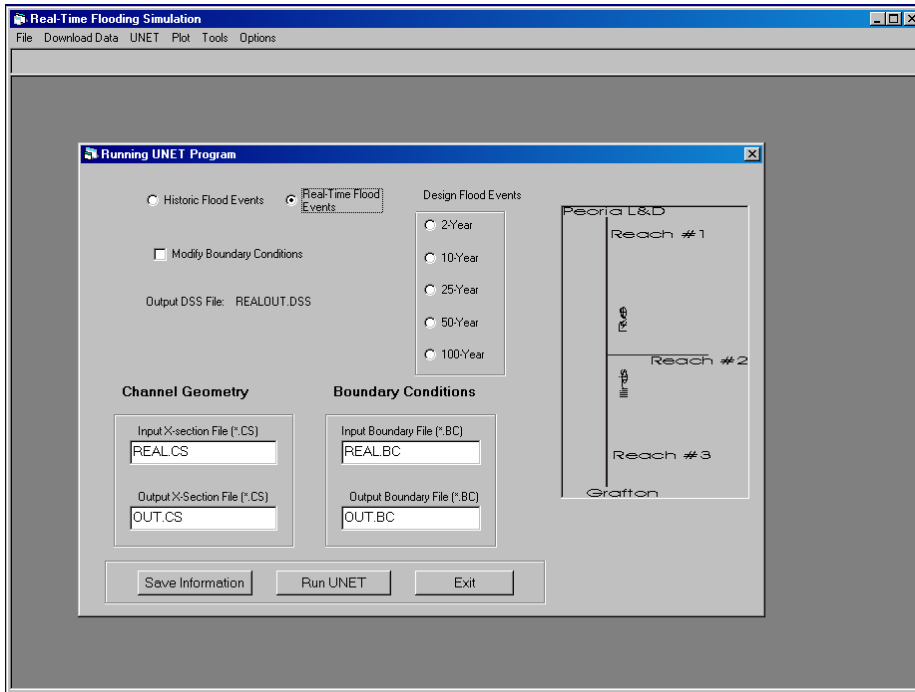 Real-Time Flooding Simulation
File Download Data UNET Plot Tools Options
Running UNET Program
Historic Flood Events
Real-Time Flood
Events
Modify Boundary Conditions
Output DSS File: REALOUT.DSS
Design Flood Events
2-Year
10-Year
25-Year
50-Year
100-Year
Peoria L&D
Reach #1
Reach #2
Reach #3
Grafton
Channel Geometry
Input X-section File (*.CS)
REAL.CS
Output X-Section File (*.CS)
OUT.CS
Boundary Conditions
Input Boundary File (*.BC)
REAL.BC
Output Boundary File (*.BC)
OUT.BC
Save Information
Run UNET
Exit